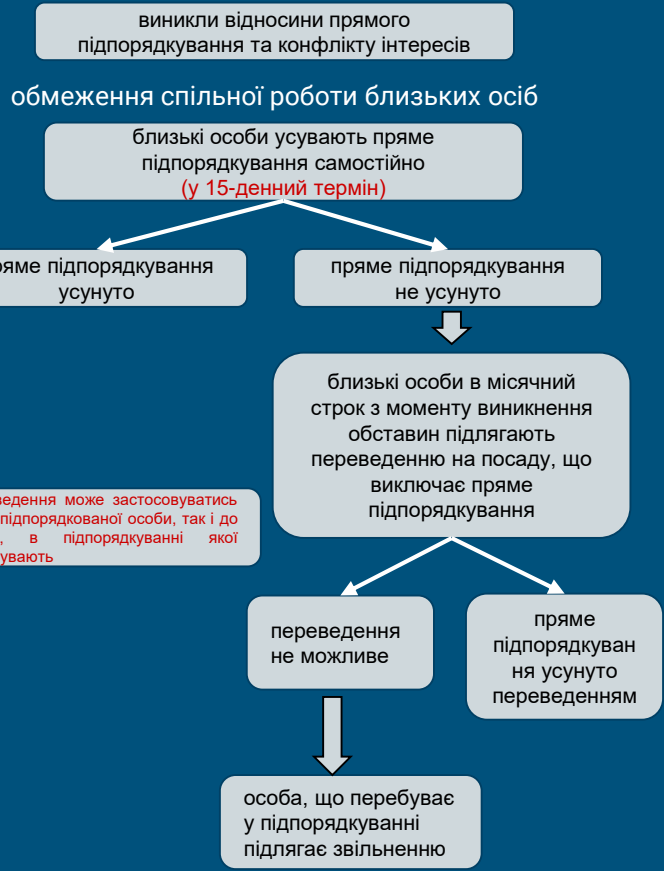 виникли відносини прямого
підпорядкування та конфлікту інтересів
обмеження спільної роботи близьких осіб
близькі особи усувають пряме
підпорядкування самостійно
(у 15-денний термін)
ряме підпорядкування
усунуто
пряме підпорядкування
не усунуто
близькі особи в місячний
строк з моменту виникнення
обставин підлягають
переведенню на посаду, що
виключає пряме
підпорядкування
ведення може застосовуватись
підпорядкованої особи, так і до
, в підпорядкуванні якої
увають
переведення
не можливе
пряме
підпорядкуван
ня усунуто
переведенням
особа, що перебуває
у підпорядкуванні
підлягає звільненню